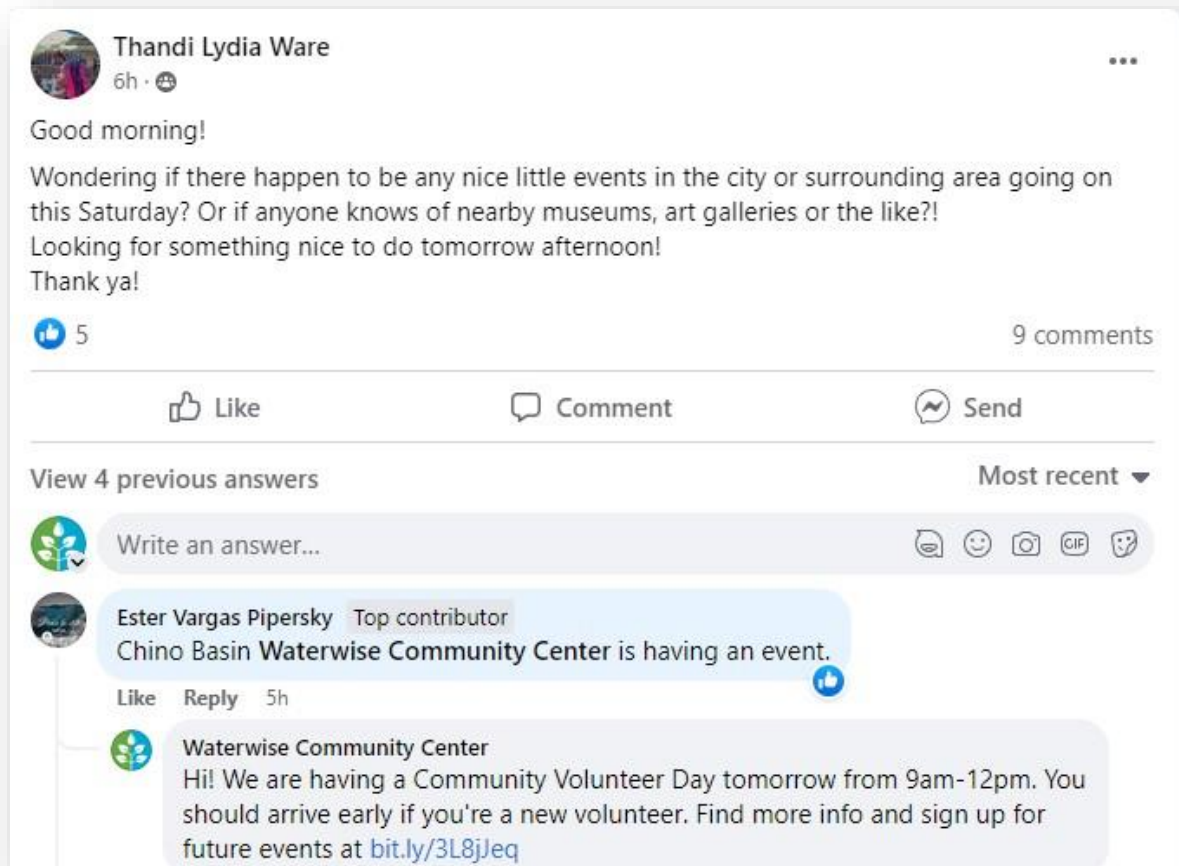 Thandi Lydia Ware
6h ·
Good morning!
Wondering if there happen to be any nice little events in the city or surrounding area going on
this Saturday? Or if anyone knows of nearby museums, art galleries or the like?!
Looking for something nice to do tomorrow afternoon!
Thank ya!
5 9 comments
Like Comment Send
View 4 previous answers Most recent
Write an answer... GIF
Ester Vargas Pipersky Top contributor
Chino Basin Waterwise Community Center is having an event.
Like Reply 5h
Waterwise Community Center
Hi! We are having a Community Volunteer Day tomorrow from 9am-12pm. You
should arrive early if you're a new volunteer. Find more info and sign up for
future events at bit.ly/3L8jJeq